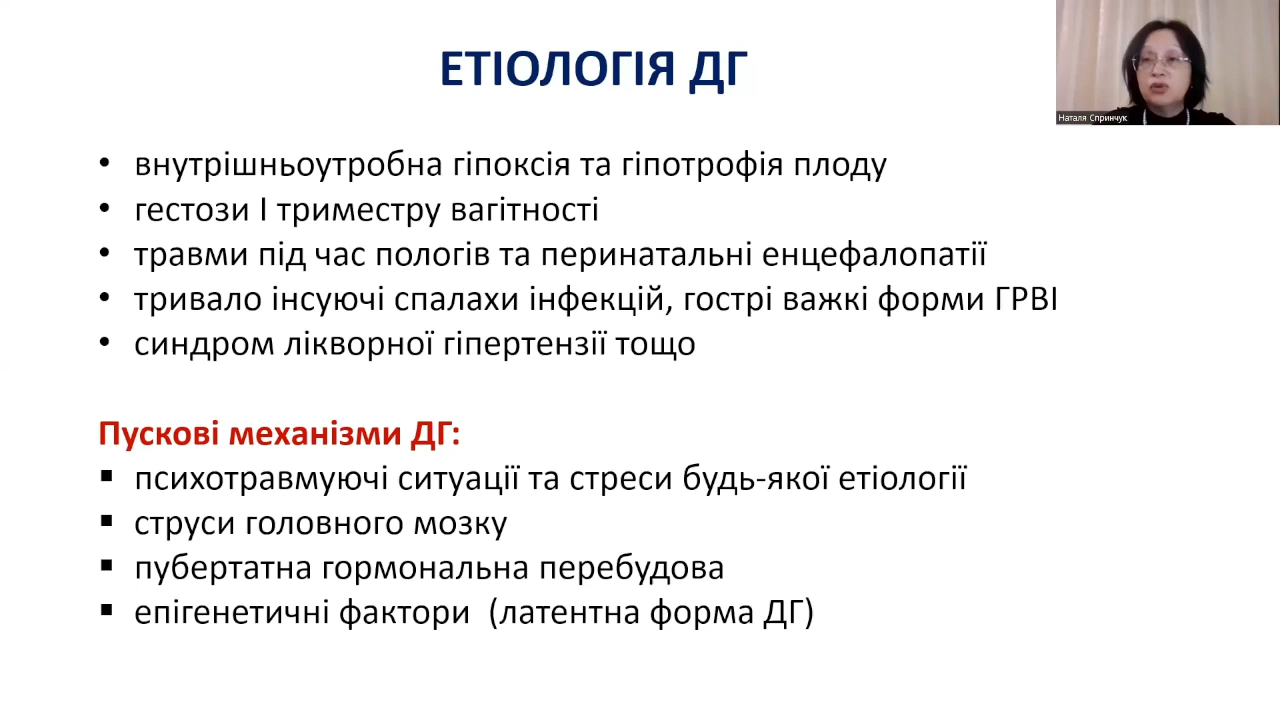 ЕТІОЛОГІЯ ДГ
Наталя Спринчук
• внутрішньоутробна гіпоксія та гіпотрофія плоду
• гестози І триместру вагітності
• травми під час пологів та перинатальні енцефалопатії
• тривало інсуючі спалахи інфекцій, гострі важкі форми ГРВІ
• синдром лікворної гіпертензії тощо
Пускові механізми ДГ:
▪ психотравмуючі ситуації та стреси будь-якої етіології
▪ струси головного мозку
▪ пубертатна гормональна перебудова
▪ епігенетичні фактори (латентна форма ДГ)